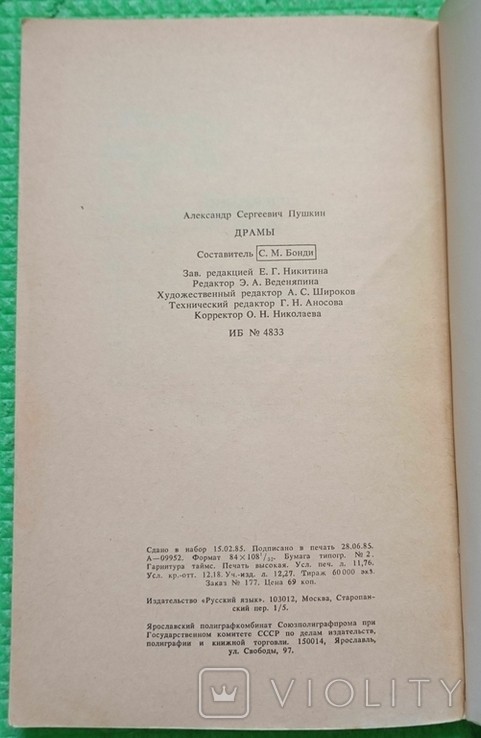 Александр Сергеевич Пушкин
ДРАМЫ
Составитель С. М. Бонди
Зав. редакцией Е. Г. Никитина
Редактор Э. А. Веденяпина
Художественный редактор А. С. Широков
Технический редактор Г. Н. Аносова
Корректор О. Н. Николаева
ИБ № 4833
Сдано в набор 15.02.85. Подписано в печать 28.06.85.
А—09952. Формат 84×108¹/₃₂. Бумага типогр. № 2.
Гарнитура таймс. Печать высокая. Усл. печ. л. 11,76.
Усл. кр.-отт. 12,18. Уч.-изд. л. 12,27. Тираж 60 000 экз.
Заказ № 177. Цена 69 коп.
Издательство «Русский язык». 103012, Москва, Старопан-
ский пер. 1/5.
Ярославский полиграфкомбинат Союзполиграфпрома при
Государственном комитете СССР по делам издательств,
полиграфии и книжной торговли. 150014, Ярославль,
ул. Свободы, 97.
VIOLITY